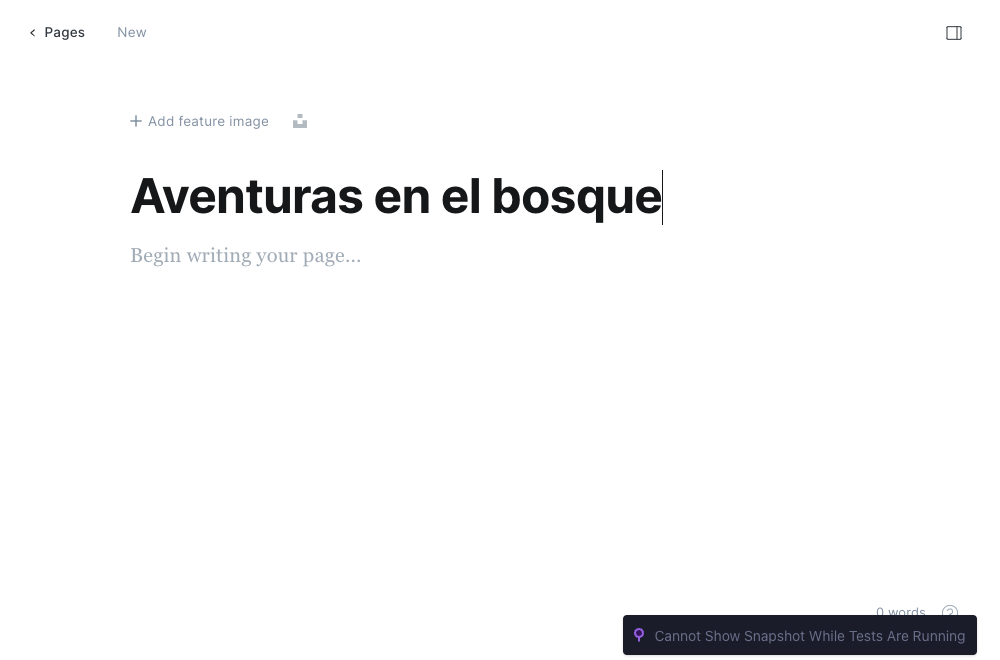 Pages New
Add feature image
Aventuras en el bosque
Begin writing your page...
0 words
Cannot Show Snapshot While Tests Are Running